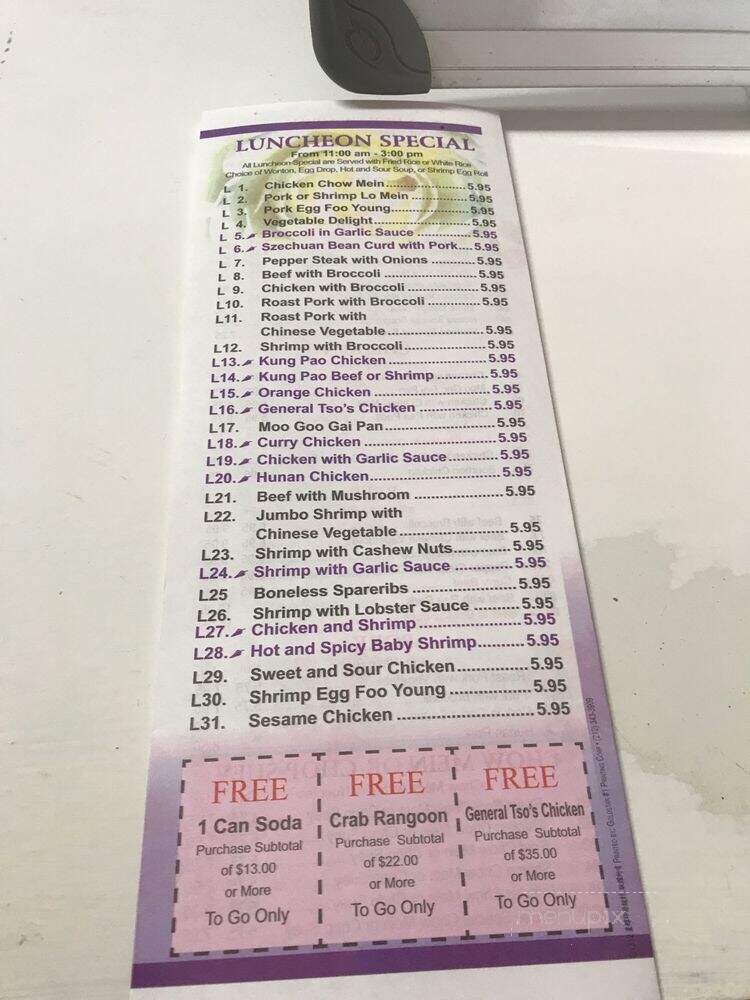 LUNCHEON SPECIAL
From 11:00 am - 3:00 pm
All Luncheon Special are Served with Fried Rice or White Rice
Choice of Wonton, Egg Drop, Hot and Sour Soup, or Shrimp Egg Roll
L 1. Chicken Chow Mein 5.95
L 2. Pork or Shrimp Lo Mein 5.95
L 3. Pork Egg Foo Young 5.95
L 4. Vegetable Delight 5.95
L 5. Broccoli in Garlic Sauce 5.95
L 6. Szechuan Bean Curd with Pork 5.95
L 7. Pepper Steak with Onions 5.95
L 8. Beef with Broccoli 5.95
L 9. Chicken with Broccoli 5.95
L10. Roast Pork with Broccoli 5.95
L11. Roast Pork with
Chinese Vegetable 5.95
L12. Shrimp with Broccoli 5.95
L13. Kung Pao Chicken 5.95
L14. Kung Pao Beef or Shrimp 5.95
L15. Orange Chicken 5.95
L16. General Tso's Chicken 5.95
L17. Moo Goo Gai Pan 5.95
L18. Curry Chicken 5.95
L19. Chicken with Garlic Sauce 5.95
L20. Hunan Chicken 5.95
L21. Beef with Mushroom 5.95
L22. Jumbo Shrimp with
Chinese Vegetable 5.95
L23. Shrimp with Cashew Nuts 5.95
L24. Shrimp with Garlic Sauce 5.95
L25 Boneless Spareribs 5.95
L26. Shrimp with Lobster Sauce 5.95
L27. Chicken and Shrimp 5.95
L28. Hot and Spicy Baby Shrimp 5.95
L29. Sweet and Sour Chicken 5.95
L30. Shrimp Egg Foo Young 5.95
L31. Sesame Chicken 5.95
FREE
1 Can Soda
Purchase Subtotal
of $13.00
or More
To Go Only
FREE
Crab Rangoon
Purchase Subtotal
of $22.00
or More
To Go Only
FREE
General Tso's Chicken
Purchase Subtotal
of $35.00
or More
To Go Only
Printed by: Goldstar #1 Printing Corp • (212) 343-3909
menupix